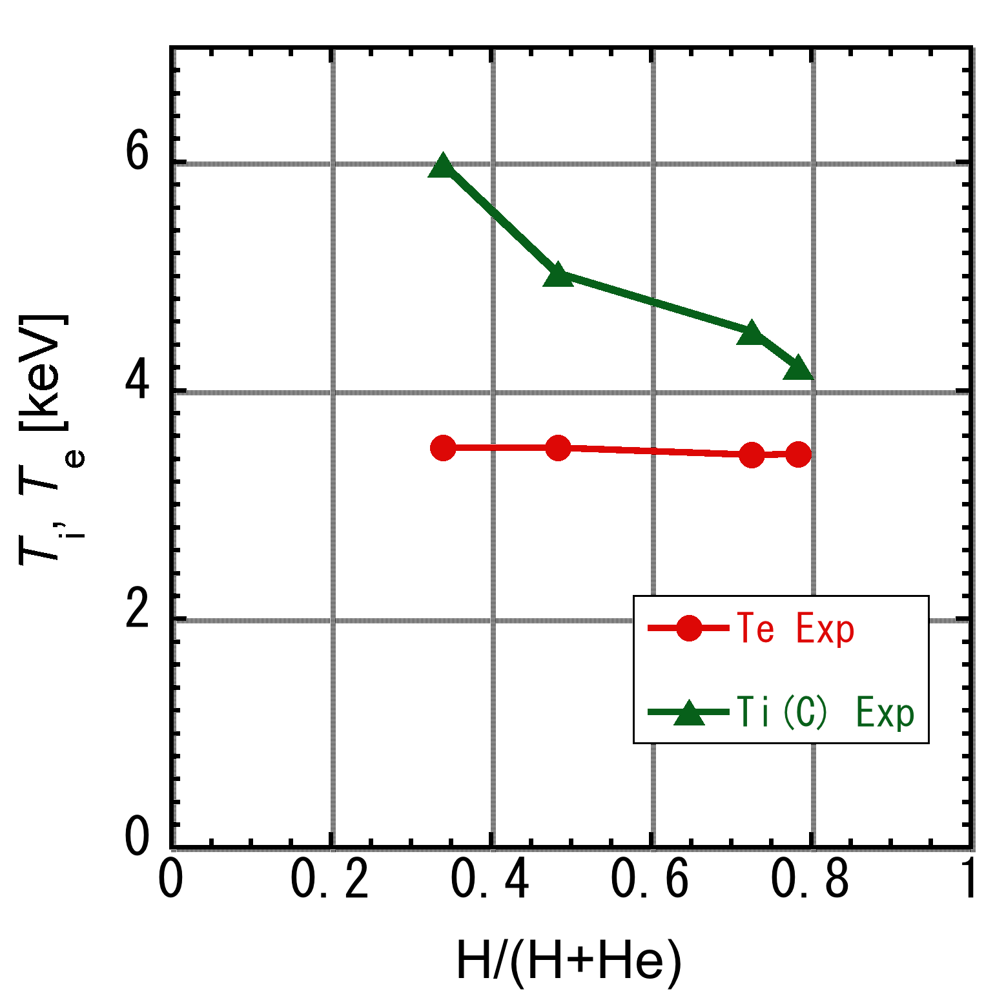 6
4
2
0
0 0.2 0.4 0.6 0.8 1
H/(H+He)
Ti, Te [keV]
Te Exp
Ti(C) Exp